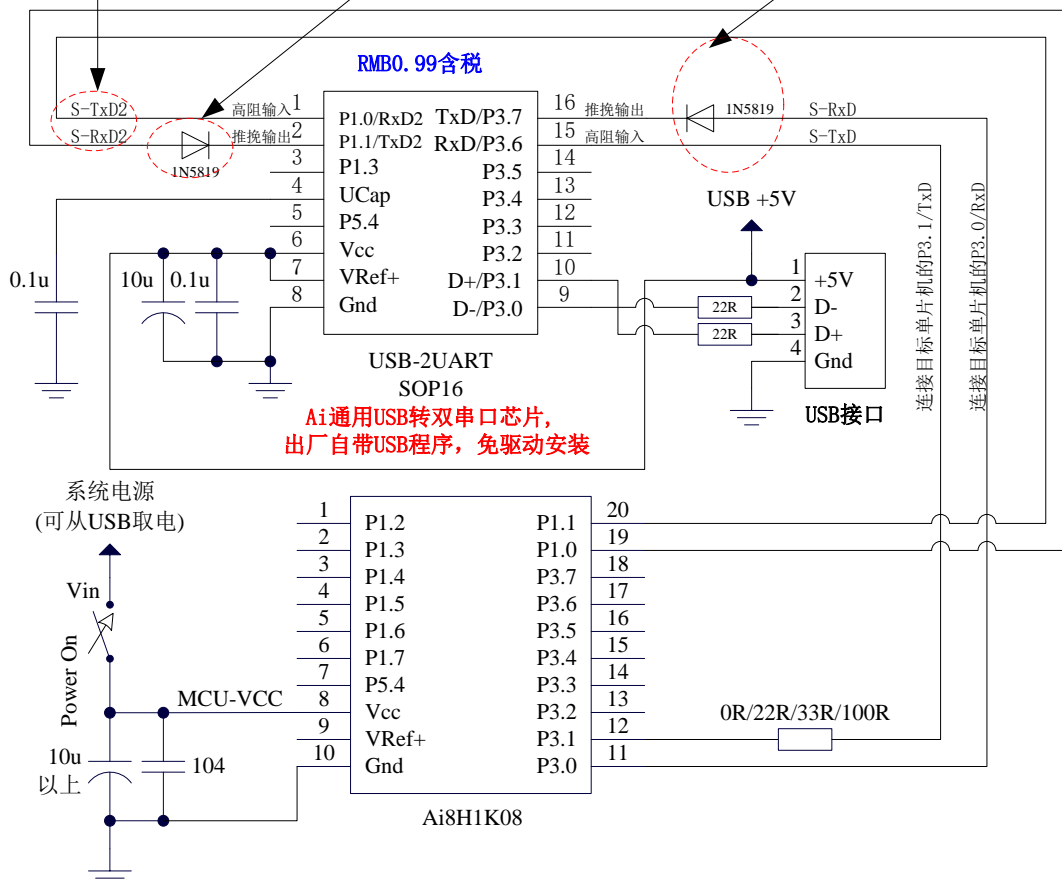 RMB0.99含税
S-TxD2
高阻输入
1
P1.0/RxD2
TxD/P3.7
16
推挽输出
1N5819
S-RxD
S-RxD2
1N5819
推挽输出
2
P1.1/TxD2
RxD/P3.6
15
高阻输入
S-TxD
3
P1.3
P3.5
14
4
UCap
P3.4
13
5
P5.4
P3.3
12
6
Vcc
P3.2
11
7
VRef+
D+/P3.1
10
8
Gnd
D-/P3.0
9
0.1u
10u
0.1u
USB +5V
22R
22R
1
+5V
2
D-
3
D+
4
Gnd
USB接口
连接目标单片机的P3.1/TxD
连接目标单片机的P3.0/RxD
USB-2UART
SOP16
Ai通用USB转双串口芯片,
出厂自带USB程序，免驱动安装
系统电源
(可从USB取电)
Vin
Power On
MCU-VCC
10u
以上
104
1
P1.2
P1.1
20
2
P1.3
P1.0
19
3
P1.4
P3.7
18
4
P1.5
P3.6
17
5
P1.6
P3.5
16
6
P1.7
P3.4
15
7
P5.4
P3.3
14
8
Vcc
P3.2
13
9
VRef+
P3.1
12
10
Gnd
P3.0
11
0R/22R/33R/100R
Ai8H1K08